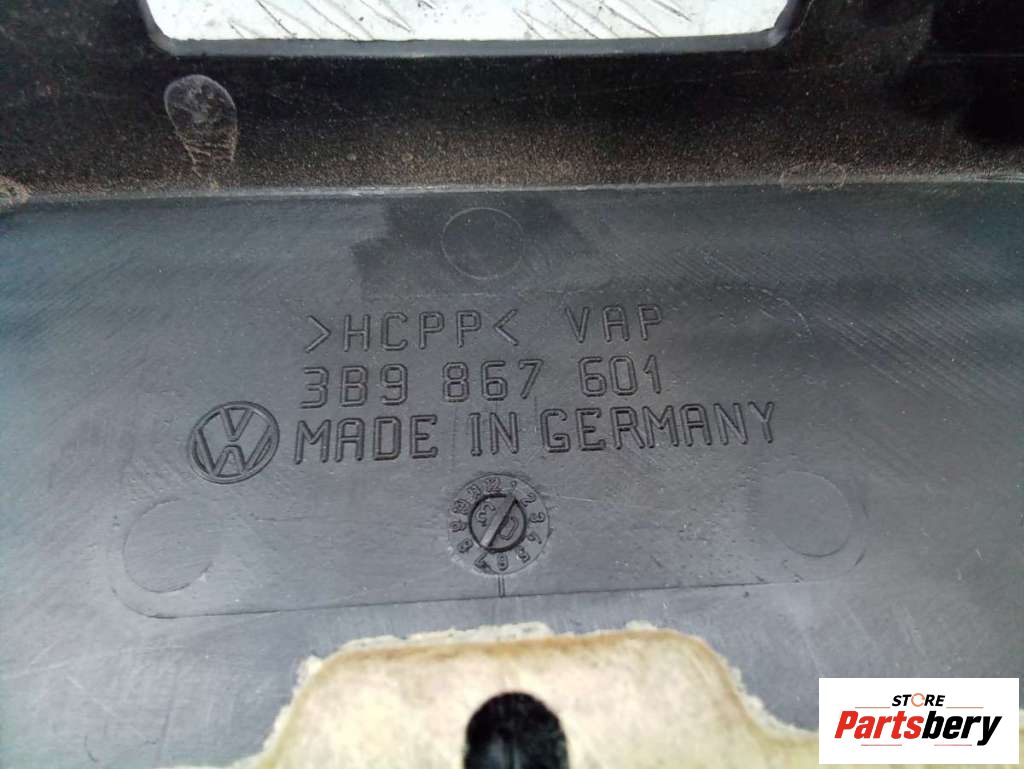 >HCPP< VAP
3B9 867 601
MADE IN GERMANY
STORE
Partsbery